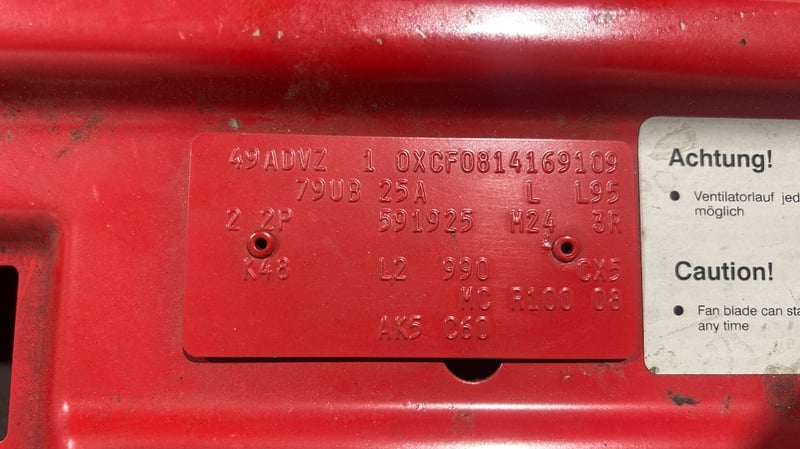 49ADVZ 1 0XCF0814169109
79UB 25A L L95
2 2P 591925 M24 3R
K48 L2 990 CX5
MC R100 08
AK5 C60
Achtung!
● Ventilatorlauf jed
möglich
Caution!
● Fan blade can sta
any time